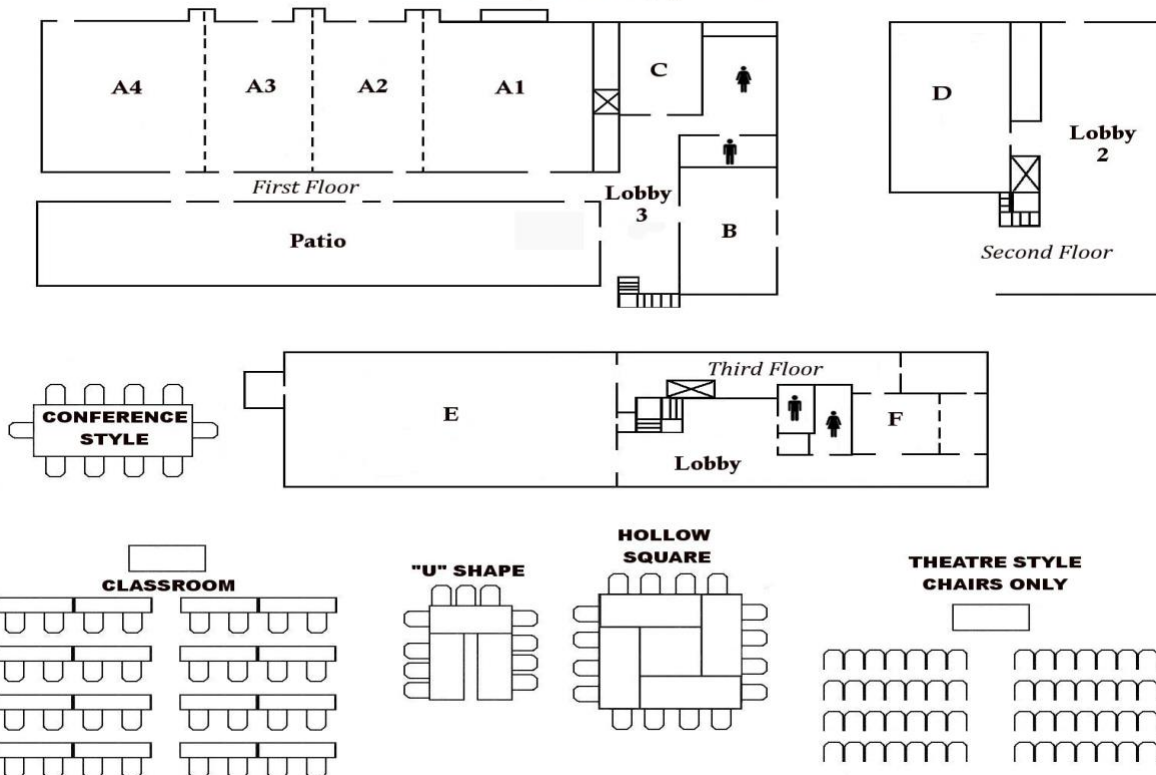 A4
A3
A2
A1
C
D
Lobby
2
First Floor
Lobby
3
Patio
B
Second Floor
Third Floor
E
F
Lobby
CONFERENCE
STYLE
CLASSROOM
"U" SHAPE
HOLLOW
SQUARE
THEATRE STYLE
CHAIRS ONLY